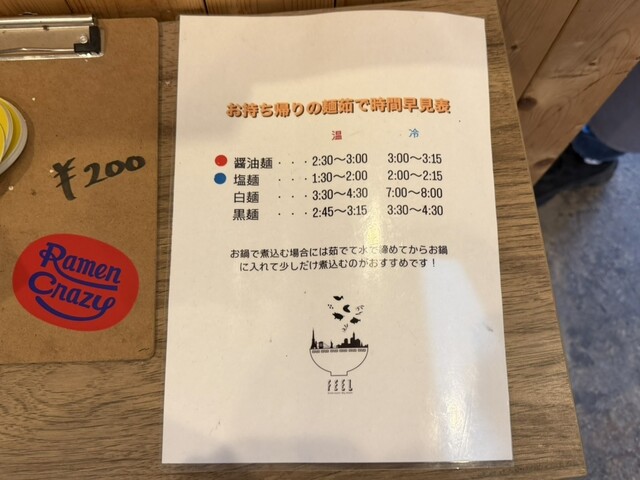 ¥200
Ramen
Crazy
お持ち帰りの麺茹で時間早見表
温 冷
醤油麺 ・・・ 2:30〜3:00 3:00〜3:15
塩麺 ・・・ 1:30〜2:00 2:00〜2:15
白麺 ・・・ 3:30〜4:30 7:00〜8:00
黒麺 ・・・ 2:45〜3:15 3:30〜4:30
お鍋で煮込む場合には茹でて水で締めてからお鍋
に入れて少しだけ煮込むのがおすすめです！
FEEL